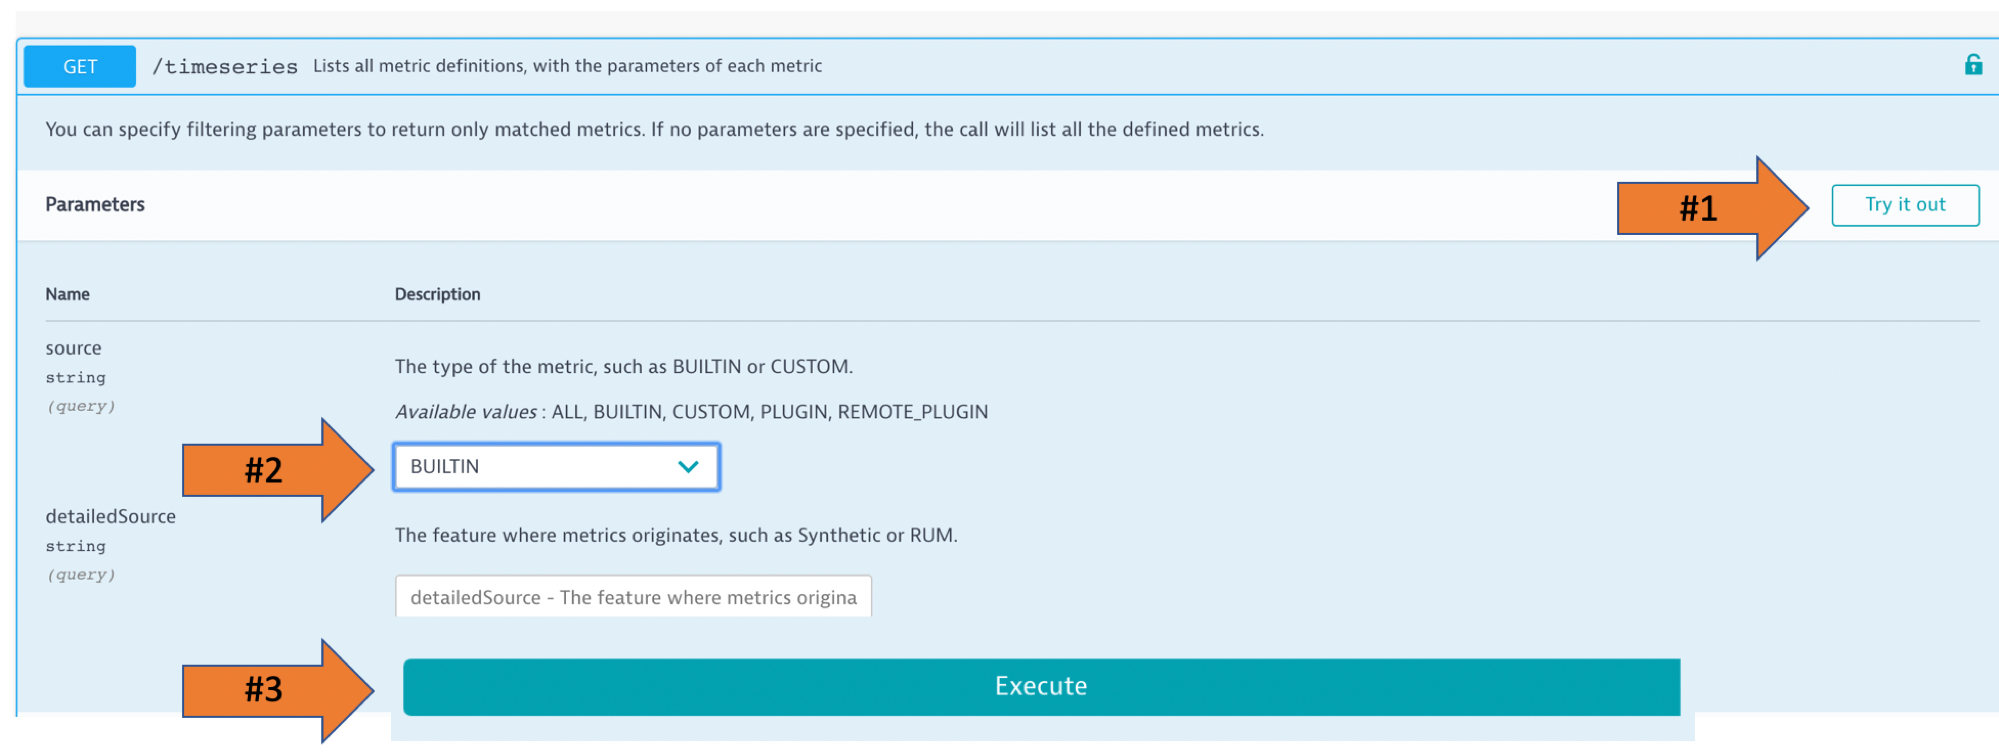 GET /timeseries Lists all metric definitions, with the parameters of each metric
You can specify filtering parameters to return only matched metrics. If no parameters are specified, the call will list all the defined metrics.
Parameters
#1
Try it out
Name
Description
source
string
(query)
The type of the metric, such as BUILTIN or CUSTOM.
Available values : ALL, BUILTIN, CUSTOM, PLUGIN, REMOTE_PLUGIN
#2
BUILTIN
detailedSource
string
(query)
The feature where metrics originates, such as Synthetic or RUM.
detailedSource - The feature where metrics origina
#3
Execute